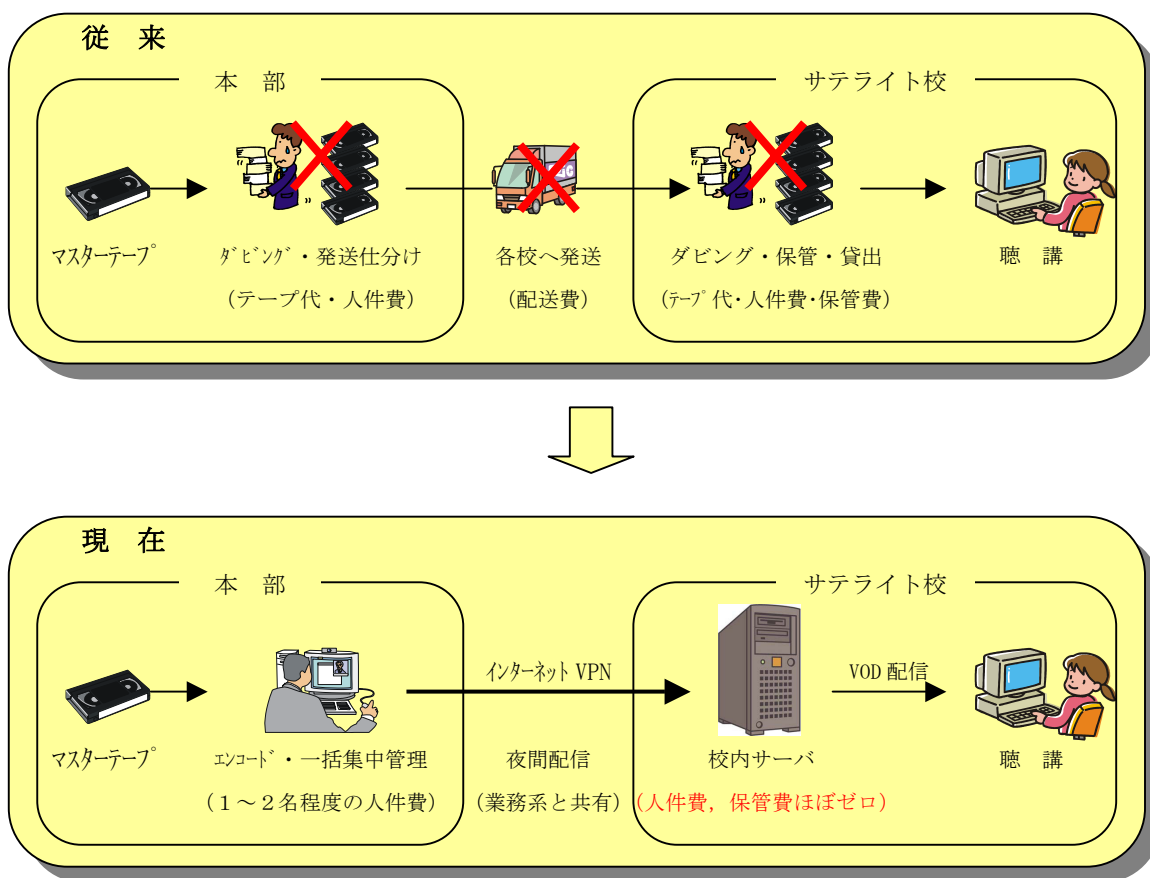 従 来
本 部
サテライト校
マスターテープ
ﾀﾞﾋﾞﾝｸﾞ・発送仕分け
各校へ発送
ダビング・保管・貸出
聴 講
(テープ代・人件費)
(配送費)
(ﾃｰﾌﾟ代・人件費・保管費)
現 在
本 部
サテライト校
インターネット VPN
VOD 配信
マスターテープ
ｴﾝｺｰﾄﾞ・一括集中管理
夜間配信
校内サーバ
聴 講
(1~2名程度の人件費)
(業務系と共有)
(人件費,保管費ほぼゼロ)